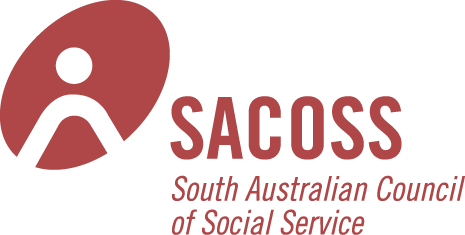 SACOSS
South Australian Council
of Social Service